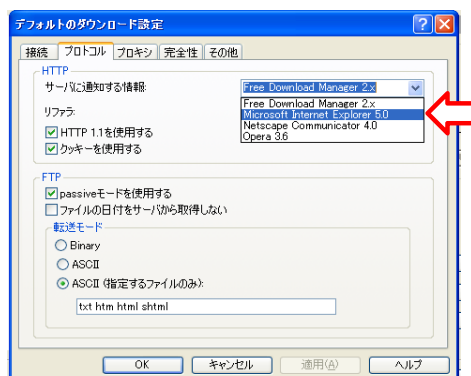 デフォルトのダウンロード設定
接続 プロトコル プロキシ 完全性 その他
HTTP
サーバに通知する情報: Free Download Manager 2.x
Free Download Manager 2.x
リファラ: Microsoft Internet Explorer 5.0
Netscape Communicator 4.0
HTTP 1.1を使用する
Opera 3.6
クッキーを使用する
FTP
passiveモードを使用する
ファイルの日付をサーバから取得しない
転送モード
Binary
ASCII
ASCII (指定するファイルのみ):
txt htm html shtml
OK キャンセル 適用(A) ヘルプ